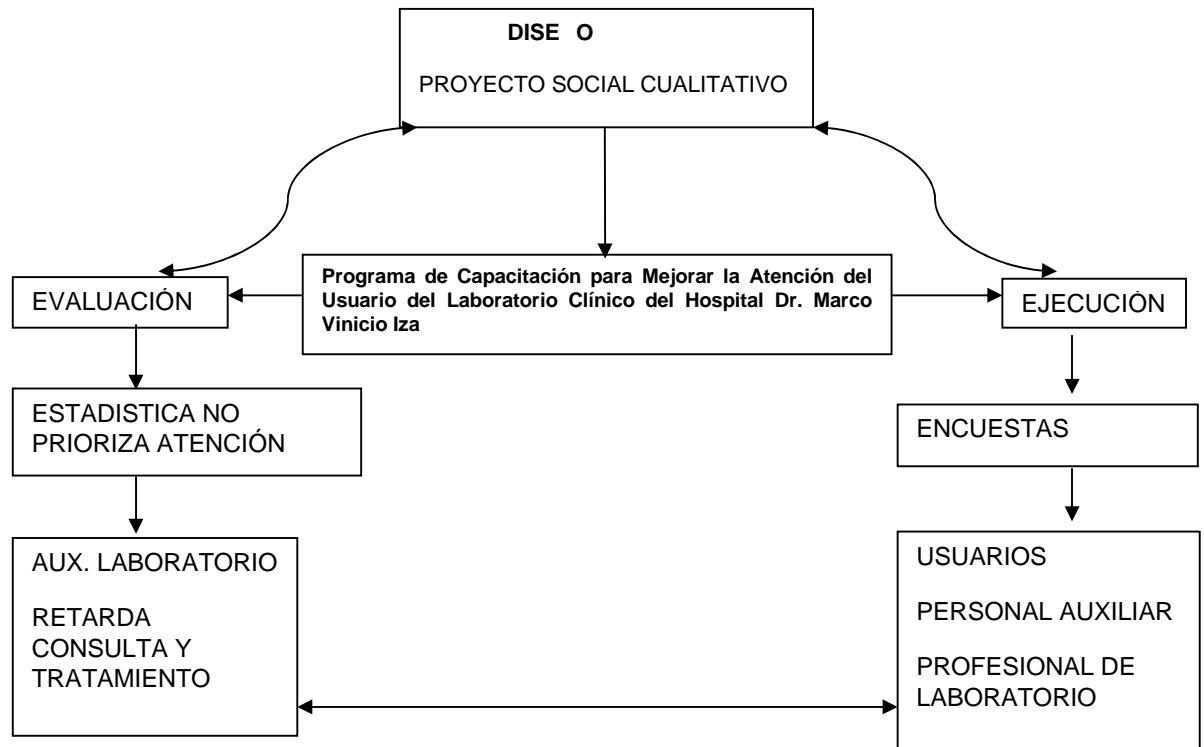 DISE O
PROYECTO SOCIAL CUALITATIVO
Programa de Capacitación para Mejorar la Atención del
Usuario del Laboratorio Clínico del Hospital Dr. Marco
Vinicio Iza
EVALUACIÓN
EJECUCIÓN
ESTADISTICA NO
PRIORIZA ATENCIÓN
ENCUESTAS
AUX. LABORATORIO
RETARDA
CONSULTA Y
TRATAMIENTO
USUARIOS
PERSONAL AUXILIAR
PROFESIONAL DE
LABORATORIO